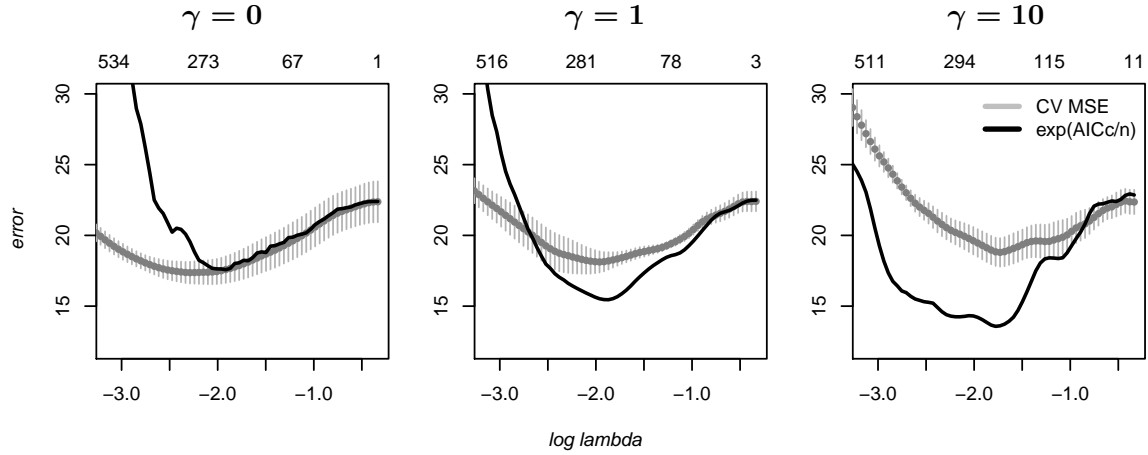 γ = 0 γ = 1 γ = 10
534 273 67 1 516 281 78 3 511 294 115 11
30 30 30
CV MSE
exp(AICc/n)
25 25 25
error
20 20 20
15 15 15
−3.0 −2.0 −1.0 −3.0 −2.0 −1.0 −3.0 −2.0 −1.0
log lambda